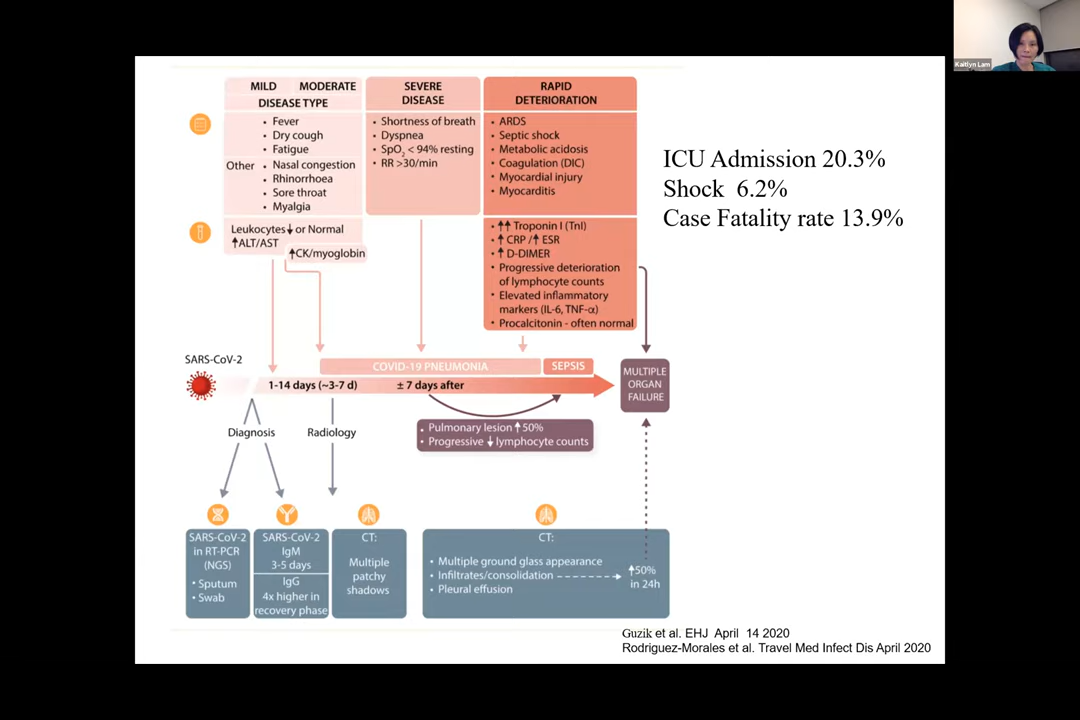 Kaitlyn Lam
MILD MODERATE
DISEASE TYPE
• Fever
• Dry cough
• Fatigue
Other • Nasal congestion
• Rhinorrhoea
• Sore throat
• Myalgia
SEVERE
DISEASE
• Shortness of breath
• Dyspnea
• SpO₂ < 94% resting
• RR >30/min
RAPID
DETERIORATION
• ARDS
• Septic shock
• Metabolic acidosis
• Coagulation (DIC)
• Myocardial injury
• Myocarditis
ICU Admission 20.3%
Shock 6.2%
Case Fatality rate 13.9%
Leukocytes ↓ or Normal
↑ALT/AST
↑CK/myoglobin
• ↑↑ Troponin I (TnI)
• ↑ CRP /↑ ESR
• ↑ D-DIMER
• Progressive deterioration
of lymphocyte counts
• Elevated inflammatory
markers (IL-6, TNF-α)
• Procalcitonin - often normal
SARS-CoV-2
COVID-19 PNEUMONIA
SEPSIS
1-14 days (~3-7 d)
± 7 days after
MULTIPLE
ORGAN
FAILURE
• Pulmonary lesion ↑50%
• Progressive ↓ lymphocyte counts
Diagnosis
Radiology
SARS-CoV-2
in RT-PCR
(NGS)
• Sputum
• Swab
SARS-CoV-2
IgM
3-5 days
IgG
4x higher in
recovery phase
CT:
Multiple
patchy
shadows
CT:
• Multiple ground glass appearance
• Infiltrates/consolidation
• Pleural effusion
↑50%
in 24h
Guzik et al. EHJ April 14 2020
Rodriguez-Morales et al. Travel Med Infect Dis April 2020